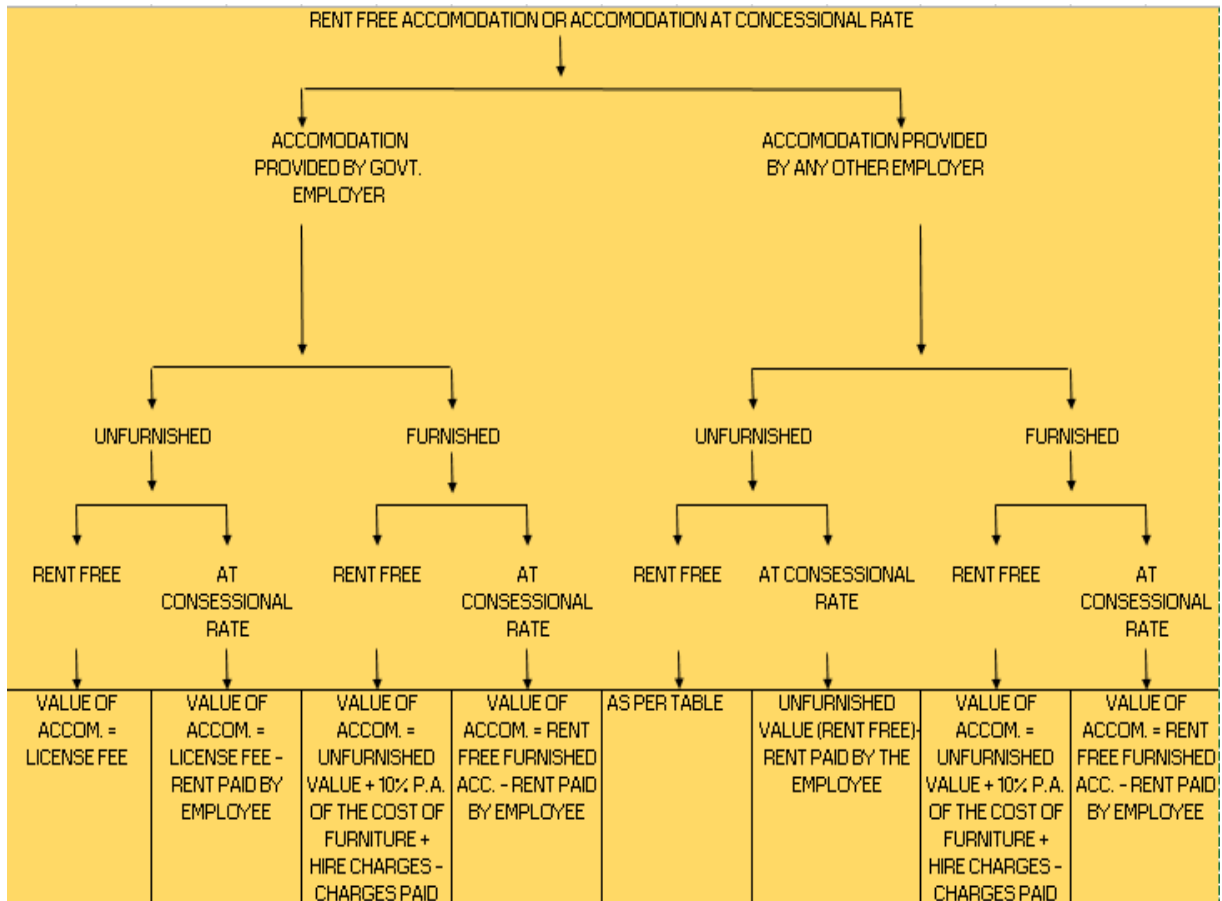 RENT FREE ACCOMODATION OR ACCOMODATION AT CONCESSIONAL RATE
ACCOMODATION
PROVIDED BY GOVT.
EMPLOYER
ACCOMODATION PROVIDED
BY ANY OTHER EMPLOYER
UNFURNISHED
FURNISHED
UNFURNISHED
FURNISHED
RENT FREE
AT
CONSESSIONAL
RATE
RENT FREE
AT
CONSESSIONAL
RATE
RENT FREE
AT CONSESSIONAL
RATE
RENT FREE
AT
CONSESSIONAL
RATE
VALUE OF
ACCOM. =
LICENSE FEE
VALUE OF
ACCOM. =
LICENSE FEE -
RENT PAID BY
EMPLOYEE
VALUE OF
ACCOM. =
UNFURNISHED
VALUE + 10% P.A.
OF THE COST OF
FURNITURE +
HIRE CHARGES -
CHARGES PAID
VALUE OF
ACCOM. = RENT
FREE FURNISHED
ACC. - RENT PAID
BY EMPLOYEE
AS PER TABLE
UNFURNISHED
VALUE (RENT FREE)-
RENT PAID BY THE
EMPLOYEE
VALUE OF
ACCOM. =
UNFURNISHED
VALUE + 10% P.A.
OF THE COST OF
FURNITURE +
HIRE CHARGES -
CHARGES PAID
VALUE OF
ACCOM. = RENT
FREE FURNISHED
ACC. - RENT PAID
BY EMPLOYEE